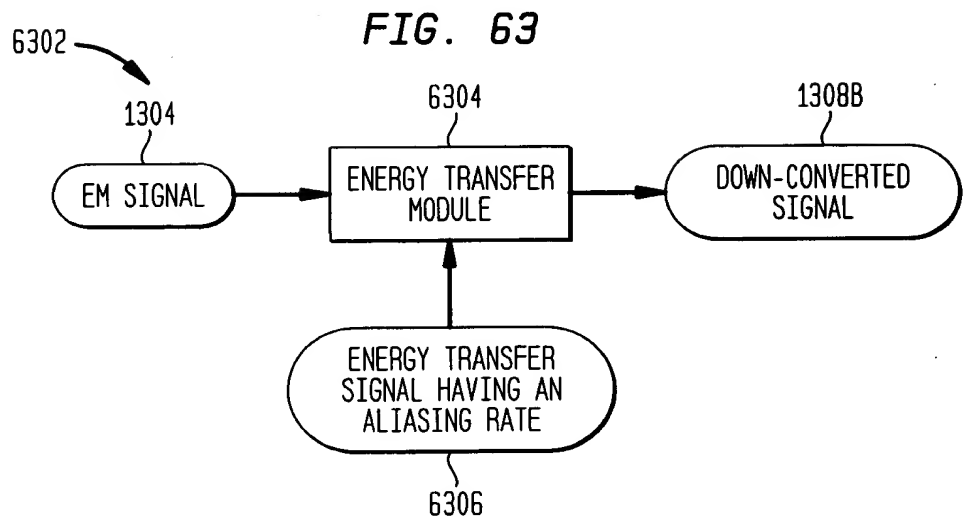 FIG. 63
6302
1304
6304
1308B
EM SIGNAL
ENERGY TRANSFER
MODULE
DOWN-CONVERTED
SIGNAL
ENERGY TRANSFER
SIGNAL HAVING AN
ALIASING RATE
6306